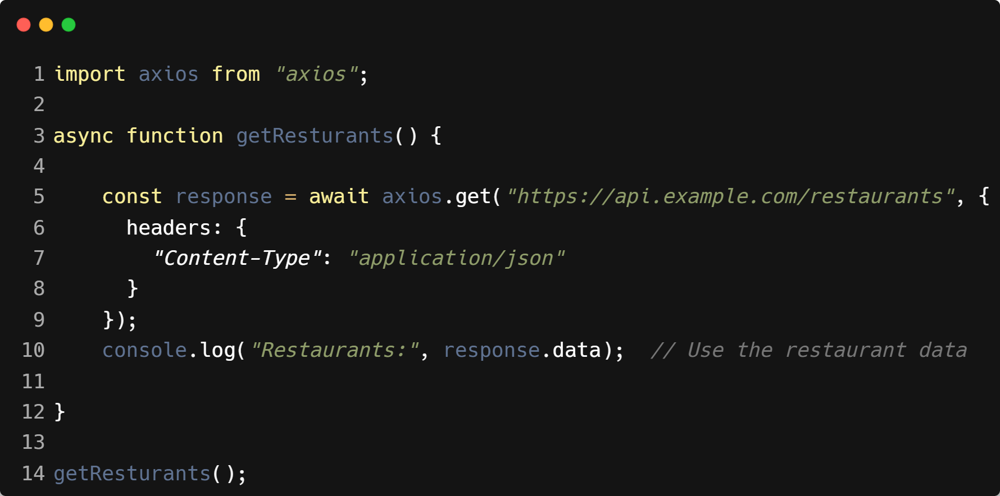 1 import axios from "axios";
2
3 async function getResturants() {
4
5     const response = await axios.get("https://api.example.com/restaurants", {
6       headers: {
7         "Content-Type": "application/json"
8       }
9     });
10     console.log("Restaurants:", response.data);  // Use the restaurant data
11
12 }
13
14 getResturants();